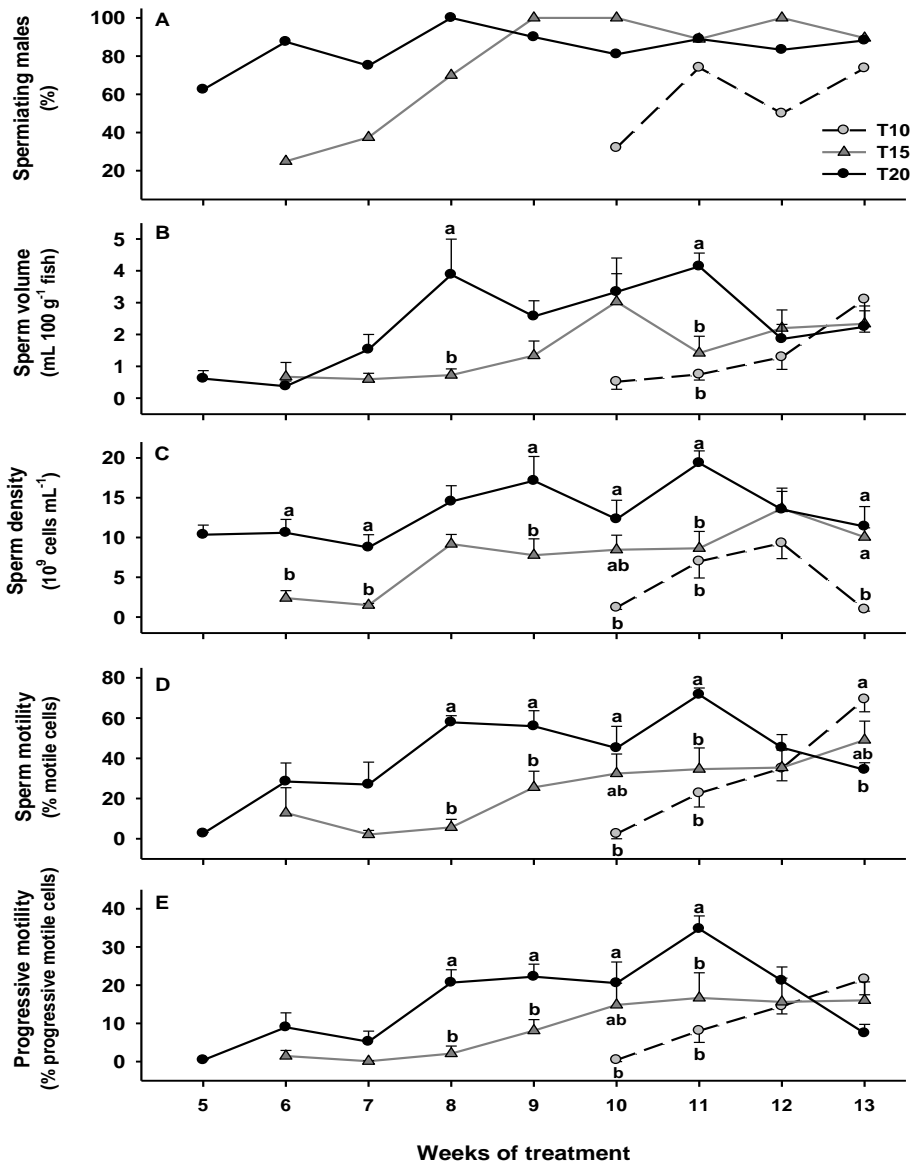 A
Spermiating males
(%)
100
80
60
40
20
T10
T15
T20
B
Sperm volume
(mL 100 g⁻¹ fish)
5
4
3
2
1
0
a
a
b
b
b
C
Sperm density
(10⁹ cells mL⁻¹)
20
15
10
5
0
a
a
a
a
a
a
b
b
b
ab
b
a
b
b
D
Sperm motility
(% motile cells)
80
60
40
20
0
a
a
a
a
a
b
b
ab
b
ab
b
b
b
E
Progressive motility
(% progressive motile cells)
40
30
20
10
0
a
a
a
a
b
b
b
ab
b
b
5 6 7 8 9 10 11 12 13
Weeks of treatment